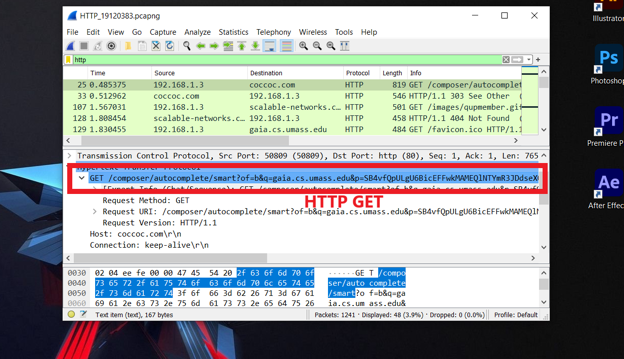 HTTP_19120383.pcapng
File Edit View Go Capture Analyze Statistics Telephony Wireless Tools Help
http
Time Source Destination Protocol Length Info
25 0.485375 192.168.1.3 coccoc.com 819 GET /composer/autocomplet
33 0.512962 coccoc.com 192.168.1.3 546 HTTP/1.1 303 See Other (
107 1.567031 192.168.1.3 scalable-networks.c… 501 GET /images/qupmember.gif
128 1.808454 scalable-networks.c… 192.168.1.3 458 HTTP/1.1 404 Not Found (
129 1.830455 192.168.1.3 gaia.cs.umass.edu 484 GET /favicon.ico HTTP/1.1
Transmission Control Protocol, Src Port: 50809 (50809), Dst Port: http (80), Seq: 1, Ack: 1, Len: 765
Hypertext Transfer Protocol
GET /composer/autocomplete/smart?of=b&q=gaia.cs.umass.edu&p=SB4vfQpULgU6BicEFFwkMAMEQlNTYmR3JDdseX
HTTP GET
Request Method: GET
Request URI: /composer/autocomplete/smart?of=b&q=gaia.cs.umass.edu&p=SB4vfQpULgU6BicEFFwkMAMEQlN
Request Version: HTTP/1.1
Host: coccoc.com\r\n
Connection: keep-alive\r\n
0030 02 04 ee fe 00 00 47 45 54 20 2f 63 6f 6d 70 6f ······GE T /compo
0040 73 65 72 2f 61 75 74 6f 63 6f 6d 70 6c 65 74 65 ser/auto complete
0050 2f 73 6d 61 72 74 3f 6f 66 3d 62 26 71 3d 67 61 /smart?o f=b&q=ga
0060 69 61 2e 63 73 2e 75 6d 61 73 73 2e 65 64 75 26 ia.cs.um ass.edu&
Text item (text), 167 bytes
Packets: 1241 · Displayed: 48 (3.9%) · Dropped: 0 (0.0%)
Profile: Default
Illustrator
Ps
Photoshop
Pr
Premiere P
Ae
After Effec